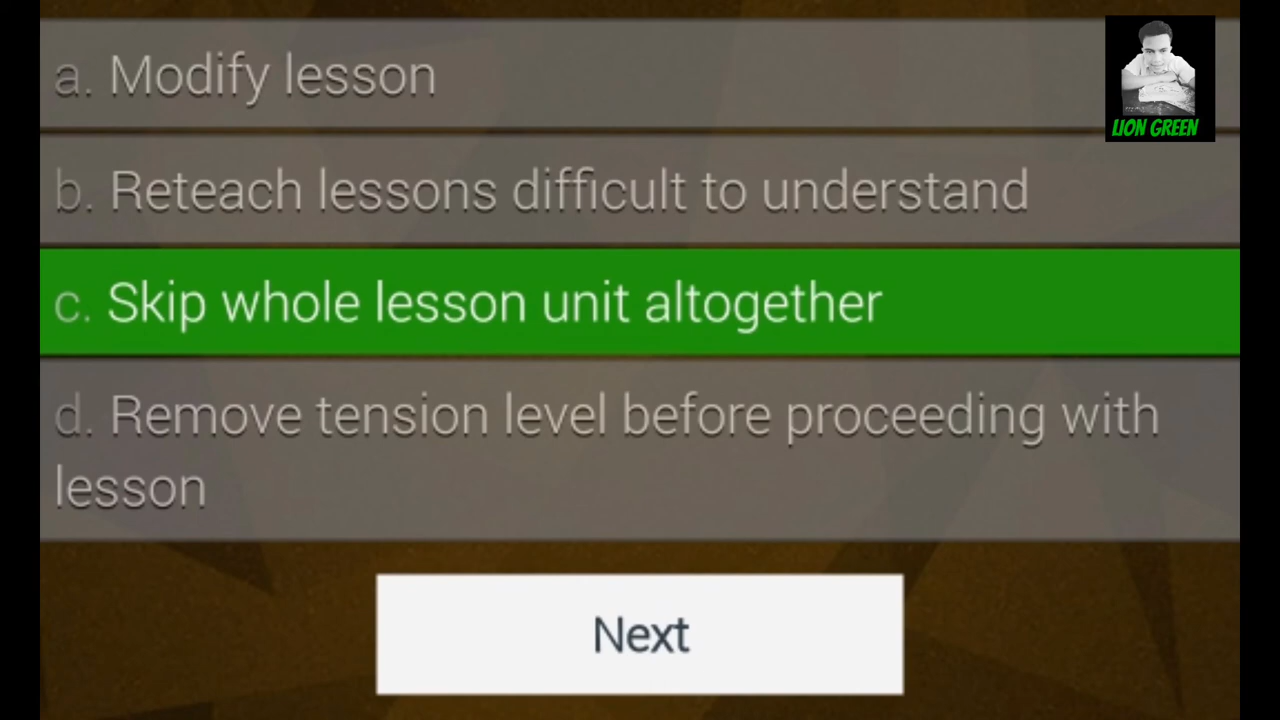 a. Modify lesson
LION GREEN
b. Reteach lessons difficult to understand
c. Skip whole lesson unit altogether
d. Remove tension level before proceeding with
lesson
Next